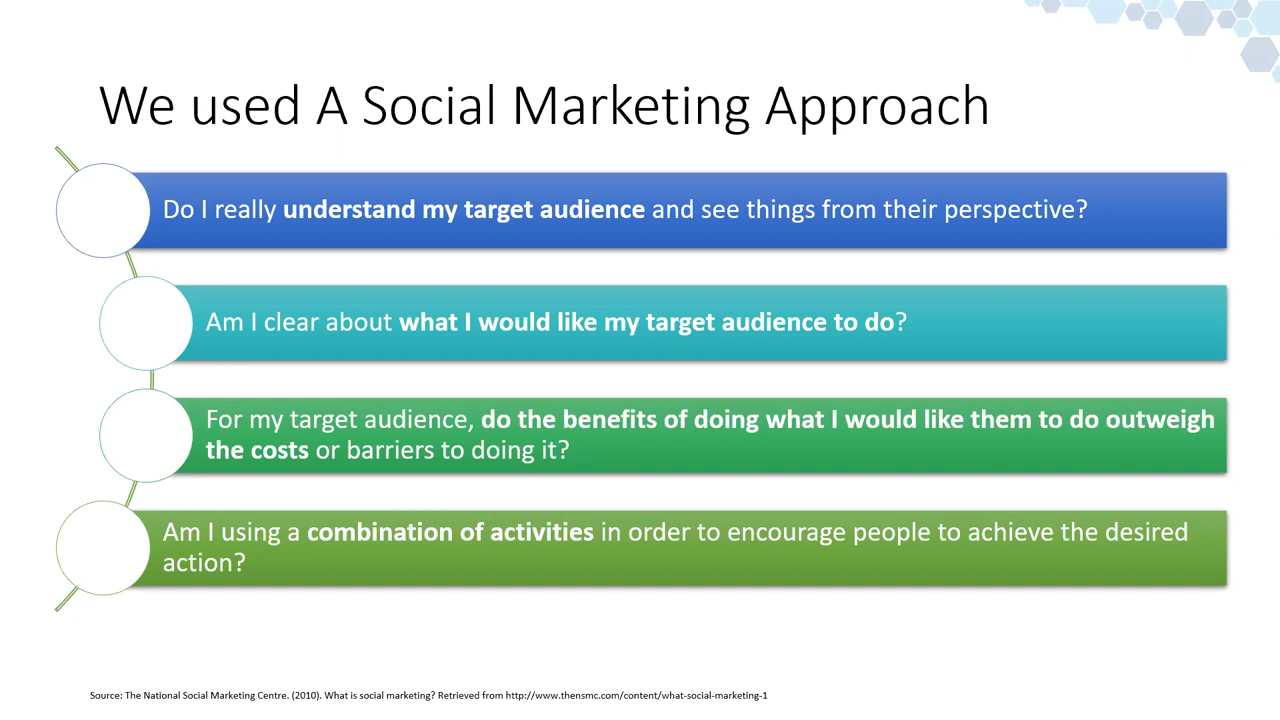 We used A Social Marketing Approach
Do I really understand my target audience and see things from their perspective?
Am I clear about what I would like my target audience to do?
For my target audience, do the benefits of doing what I would like them to do outweigh
the costs or barriers to doing it?
Am I using a combination of activities in order to encourage people to achieve the desired
action?
Source: The National Social Marketing Centre. (2010). What is social marketing? Retrieved from http://www.thensmc.com/content/what-social-marketing-1